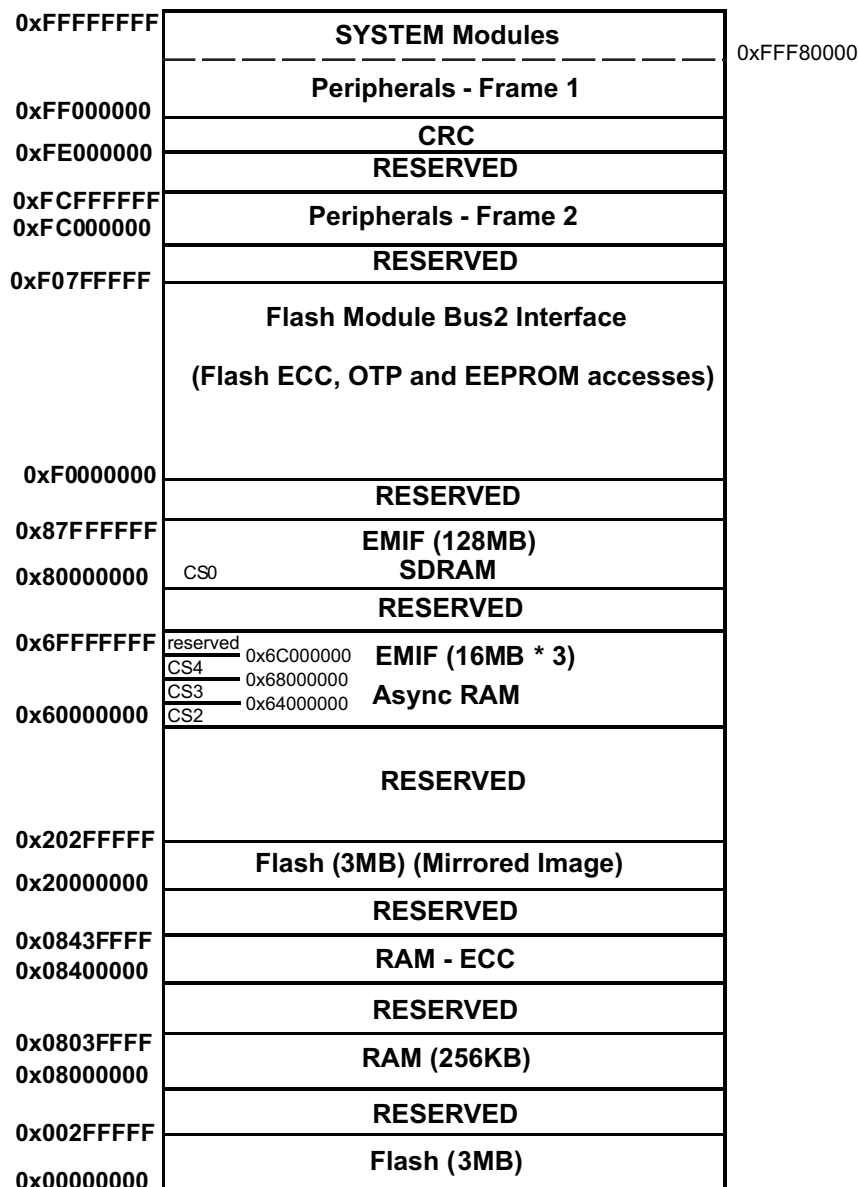 0xFFFFFFFF
SYSTEM Modules
0xFFF80000
Peripherals - Frame 1
0xFF000000
CRC
0xFE000000
RESERVED
0xFCFFFFFF
Peripherals - Frame 2
0xFC000000
RESERVED
0xF07FFFFF
Flash Module Bus2 Interface
(Flash ECC, OTP and EEPROM accesses)
0xF0000000
RESERVED
0x87FFFFFF
EMIF (128MB)
0x80000000
CS0
SDRAM
RESERVED
0x6FFFFFFF
reserved
0x6C000000
EMIF (16MB * 3)
CS4
0x68000000
CS3
0x64000000
Async RAM
0x60000000
CS2
RESERVED
0x202FFFFF
Flash (3MB) (Mirrored Image)
0x20000000
RESERVED
0x0843FFFF
RAM - ECC
0x08400000
RESERVED
0x0803FFFF
RAM (256KB)
0x08000000
RESERVED
0x002FFFFF
Flash (3MB)
0x00000000